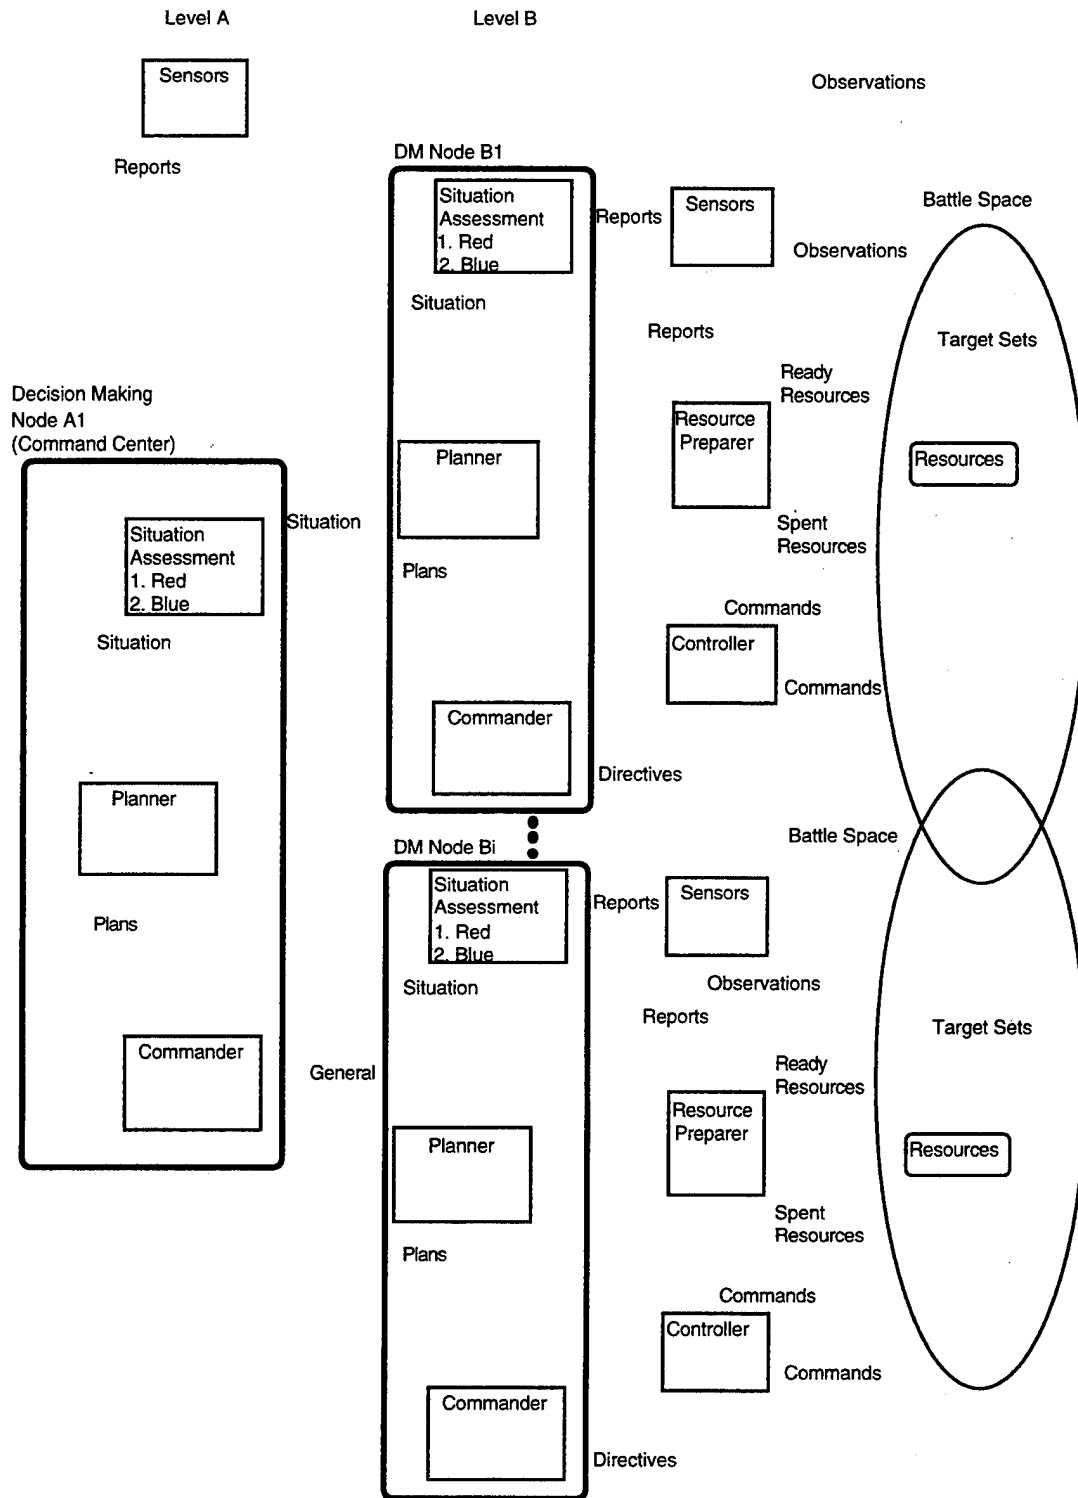 Level A
Level B
Sensors
Observations
Reports
DM Node B1
Situation
Assessment
1. Red
2. Blue
Reports
Sensors
Battle Space
Observations
Situation
Reports
Target Sets
Ready
Resources
Decision Making
Node A1
(Command Center)
Resource
Preparer
Planner
Resources
Situation
Spent
Resources
Situation
Assessment
1. Red
2. Blue
Plans
Commands
Situation
Controller
Commands
Commander
Directives
Planner
Battle Space
DM Node Bi
Situation
Assessment
1. Red
2. Blue
Reports
Sensors
Plans
Situation
Observations
Reports
Target Sets
Commander
General
Ready
Resources
Resource
Preparer
Planner
Resources
Spent
Resources
Plans
Commands
Controller
Commands
Commander
Directives